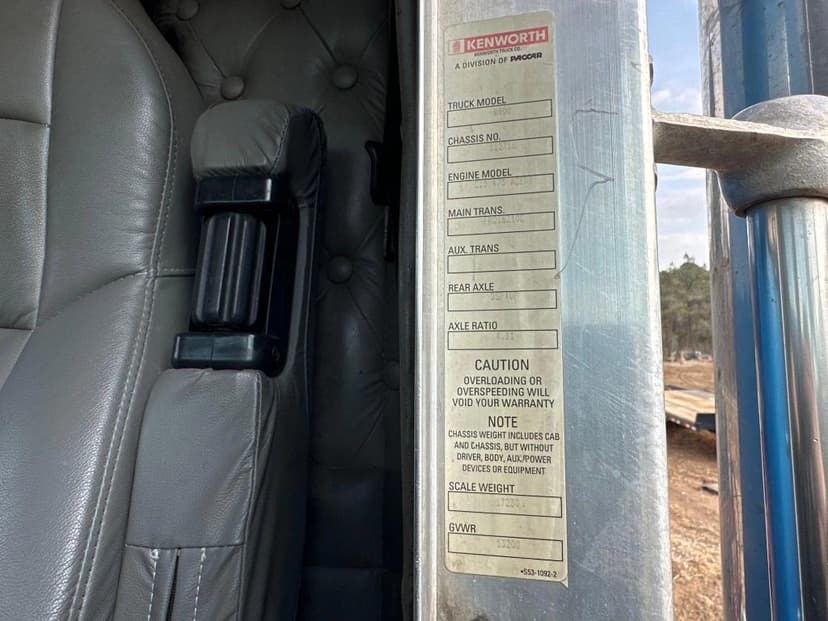 KENWORTH
KENWORTH TRUCK CO.
A DIVISION OF PACCAR
TRUCK MODEL
CHASSIS NO.
ENGINE MODEL
MAIN TRANS.
AUX. TRANS
REAR AXLE
AXLE RATIO
CAUTION
OVERLOADING OR
OVERSPEEDING WILL
VOID YOUR WARRANTY
NOTE
CHASSIS WEIGHT INCLUDES CAB
AND CHASSIS, BUT WITHOUT
DRIVER, BODY, AUX./POWER
DEVICES OR EQUIPMENT
SCALE WEIGHT
GVWR
•S53-1092-2